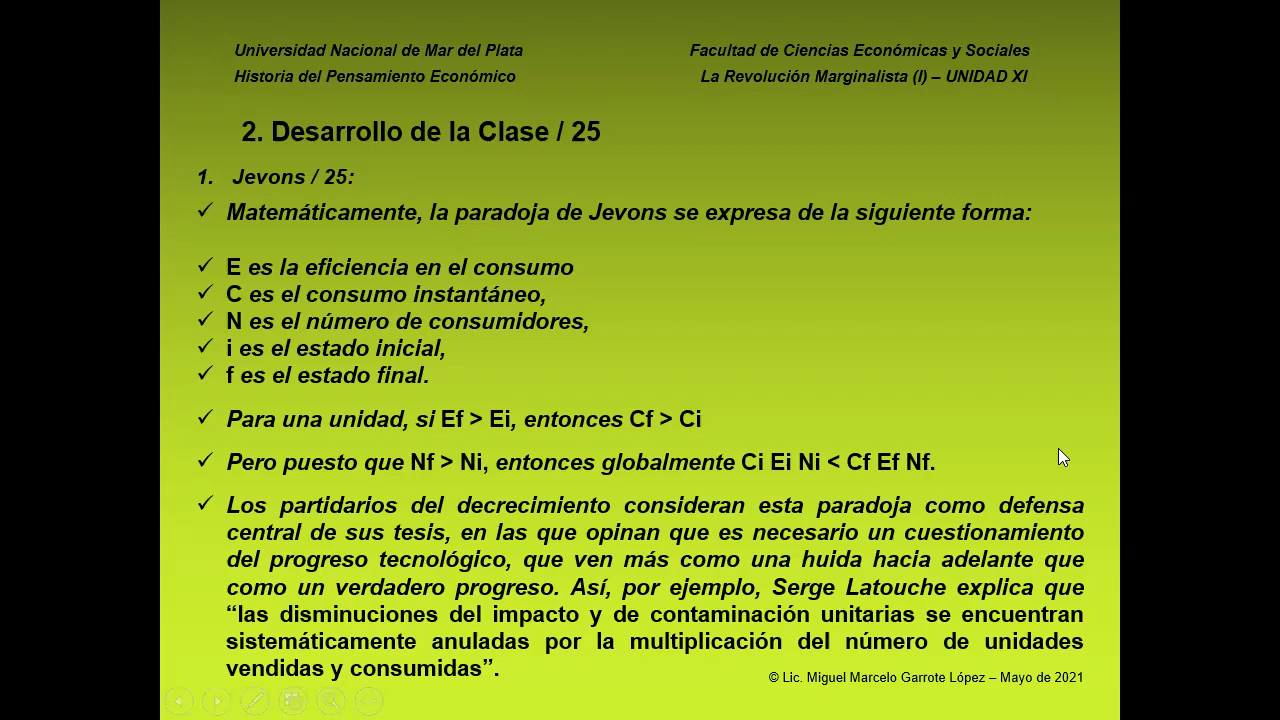 Universidad Nacional de Mar del Plata
Facultad de Ciencias Económicas y Sociales
Historia del Pensamiento Económico
La Revolución Marginalista (I) – UNIDAD XI
2. Desarrollo de la Clase / 25
1. Jevons / 25:
✓ Matemáticamente, la paradoja de Jevons se expresa de la siguiente forma:
✓ E es la eficiencia en el consumo
✓ C es el consumo instantáneo,
✓ N es el número de consumidores,
✓ i es el estado inicial,
✓ f es el estado final.
✓ Para una unidad, si Ef > Ei, entonces Cf > Ci
✓ Pero puesto que Nf > Ni, entonces globalmente Ci Ei Ni < Cf Ef Nf.
✓ Los partidarios del decrecimiento consideran esta paradoja como defensa
central de sus tesis, en las que opinan que es necesario un cuestionamiento
del progreso tecnológico, que ven más como una huida hacia adelante que
como un verdadero progreso. Así, por ejemplo, Serge Latouche explica que
“las disminuciones del impacto y de contaminación unitarias se encuentran
sistemáticamente anuladas por la multiplicación del número de unidades
vendidas y consumidas”.
© Lic. Miguel Marcelo Garrote López – Mayo de 2021